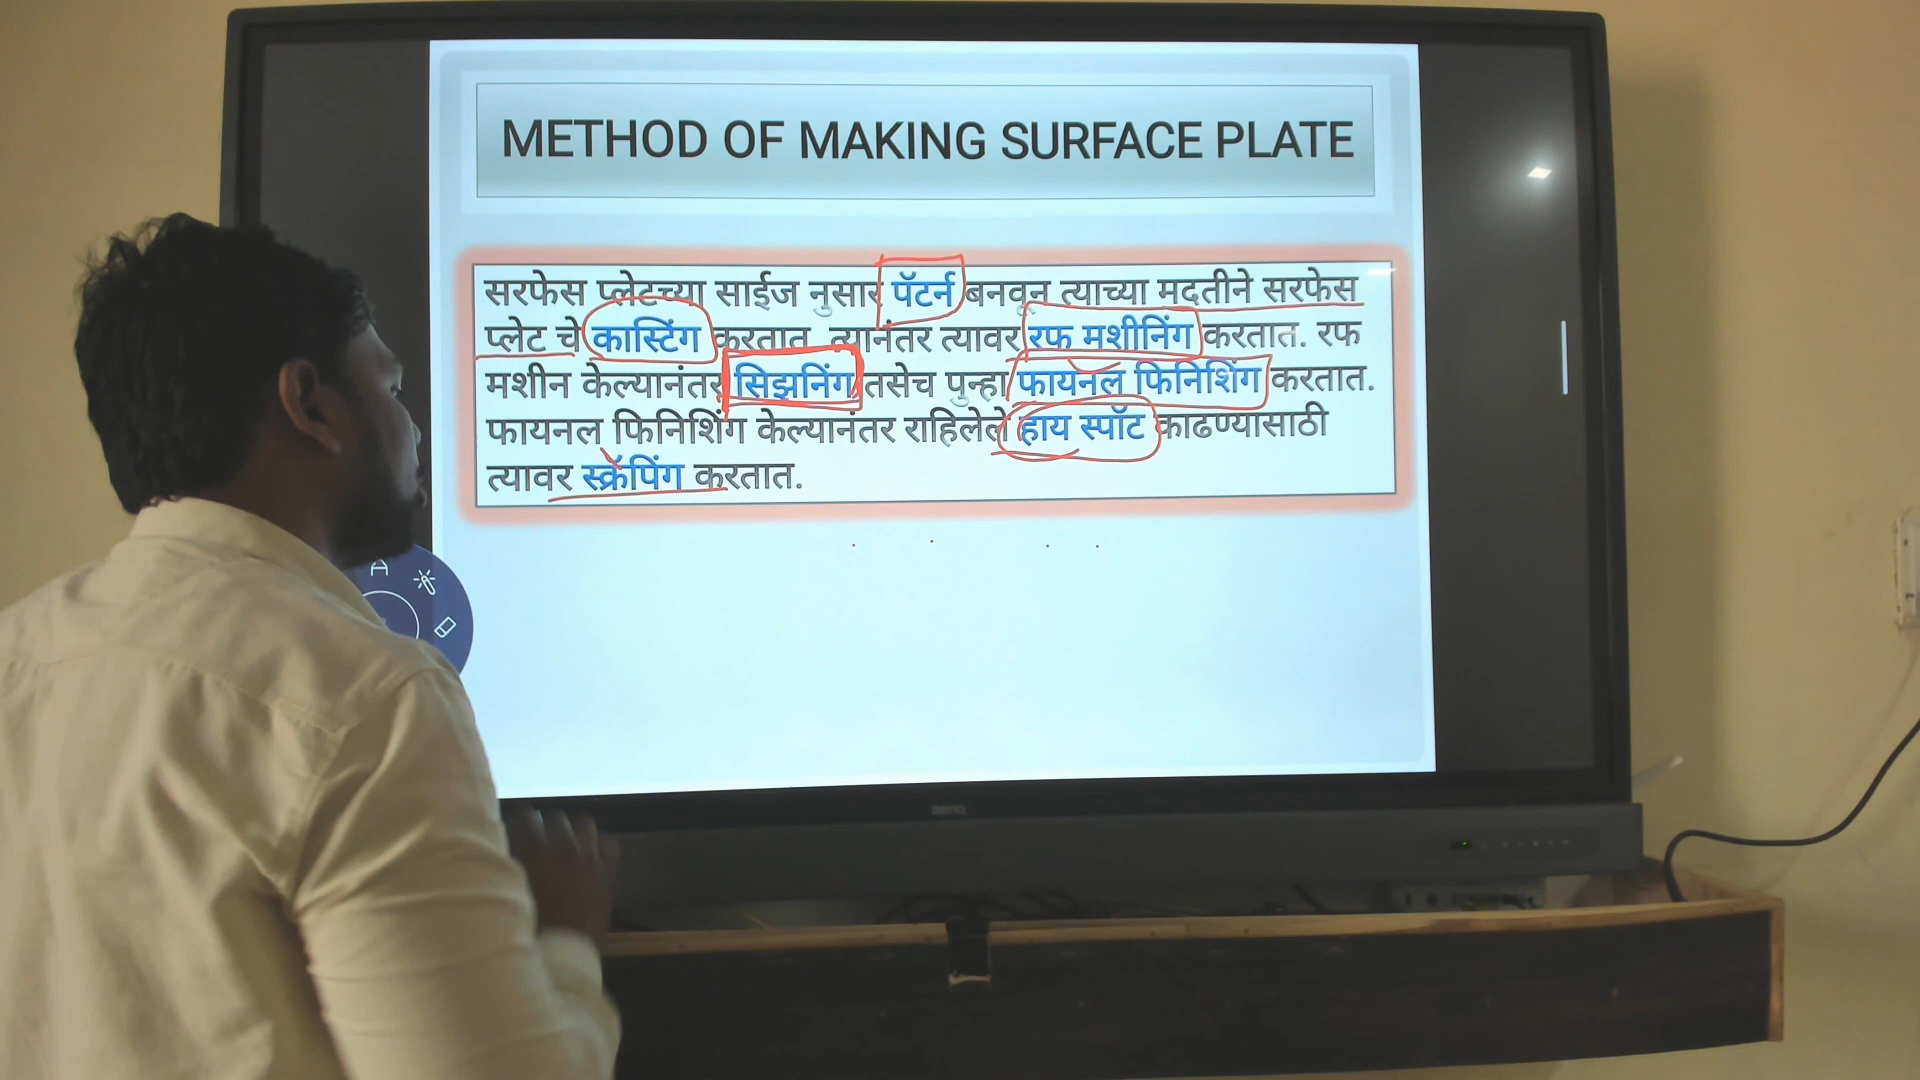 METHOD OF MAKING SURFACE PLATE
सरफेस प्लेटच्या साईज नुसार पॅटर्न बनवून त्याच्या मदतीने सरफेस
प्लेट चे कास्टिंग करतात. त्यानंतर त्यावर रफ मशीनिंग करतात. रफ
मशीन केल्यानंतर सिझनिंग तसेच पुन्हा फायनल फिनिशिंग करतात.
फायनल फिनिशिंग केल्यानंतर राहिलेले हाय स्पॉट काढण्यासाठी
त्यावर स्क्रॅपिंग करतात.
BenQ